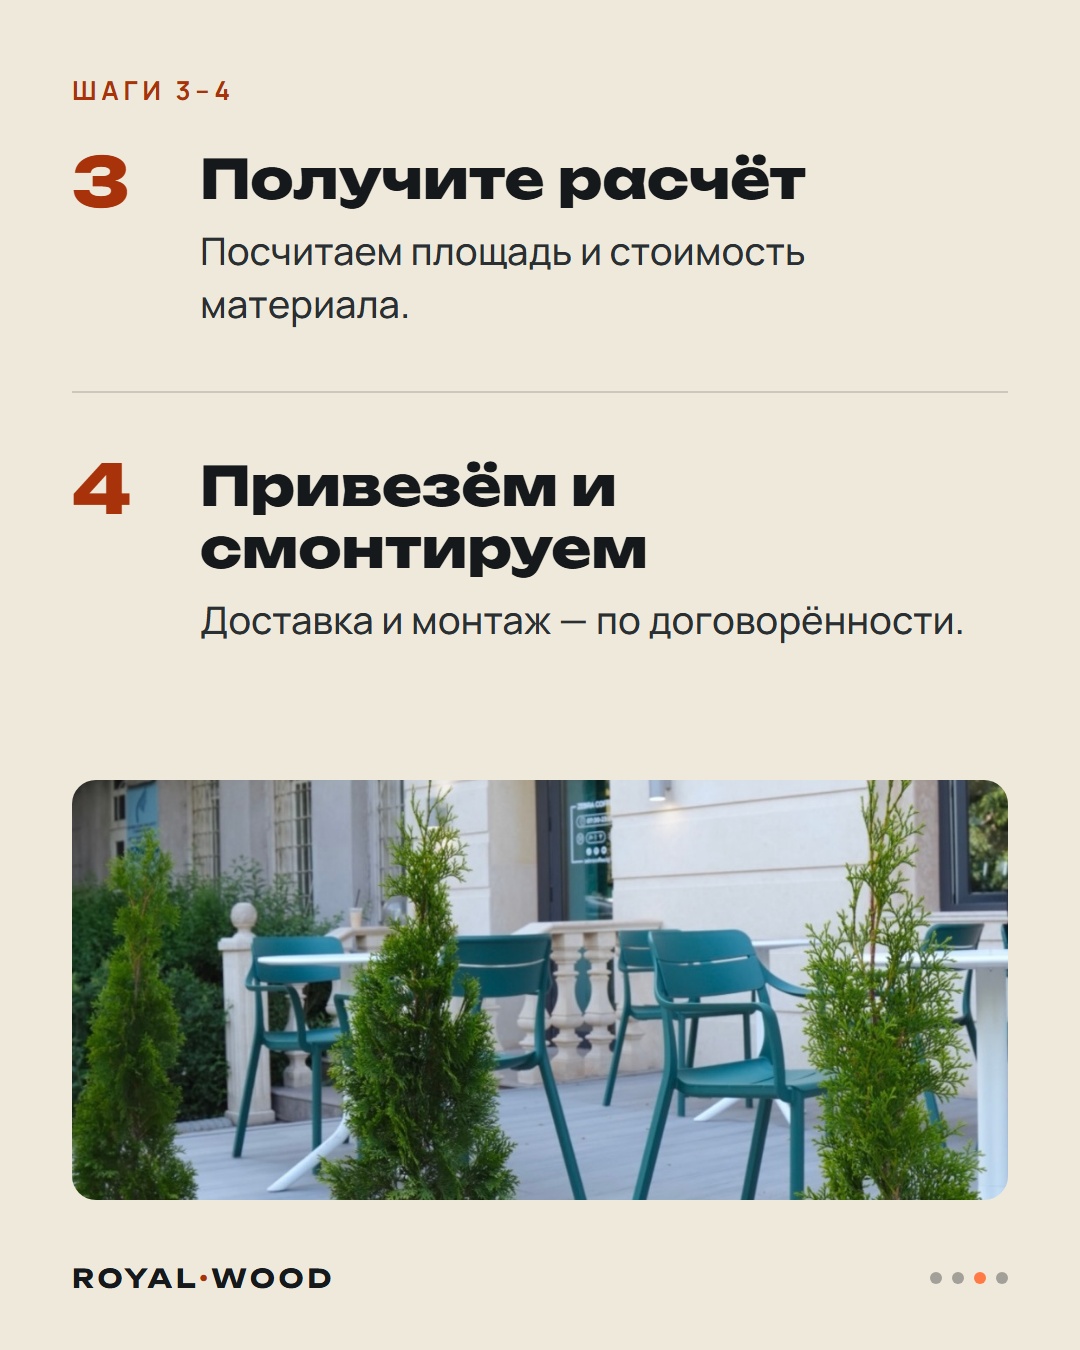 ШАГИ 3–4
3
Получите расчёт
Посчитаем площадь и стоимость
материала.
4
Привезём и
смонтируем
Доставка и монтаж — по договорённости.
ROYAL·WOOD